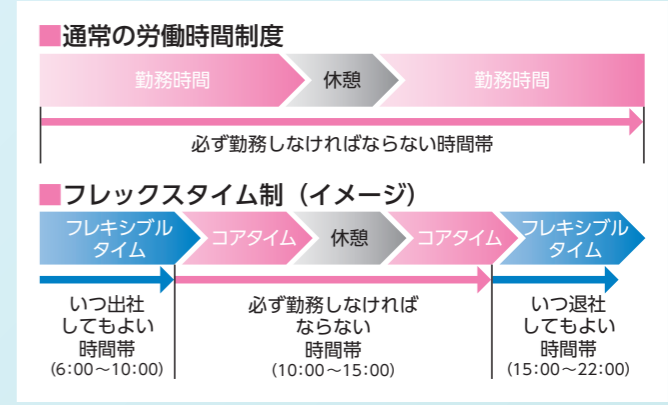 ■通常の労働時間制度
勤務時間
休憩
勤務時間
必ず勤務しなければならない時間帯
■フレックスタイム制（イメージ）
フレキシブル
タイム
コアタイム
休憩
コアタイム
フレキシブル
タイム
いつ出社
してもよい
時間帯
(6:00～10:00)
必ず勤務しなければ
ならない
時間帯
(10:00～15:00)
いつ退社
してもよい
時間帯
(15:00～22:00)